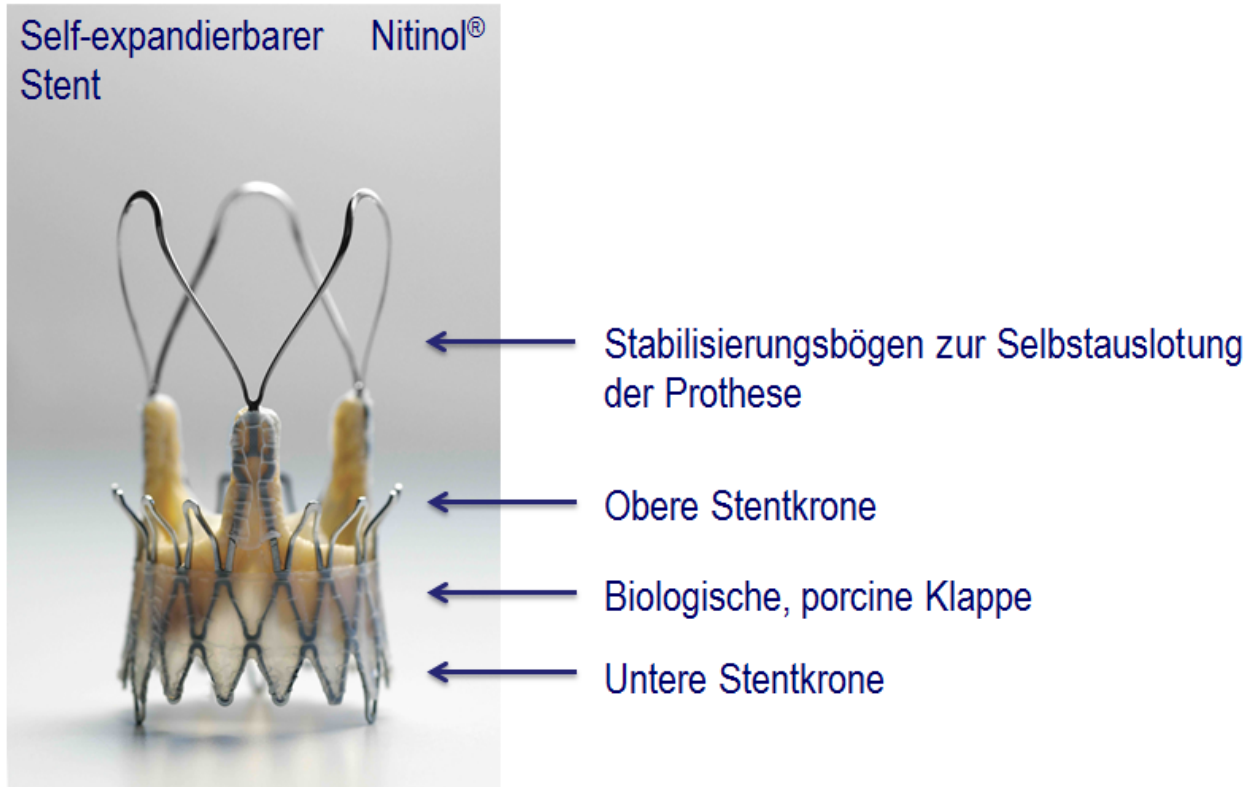 Self-expandierbarer Nitinol®
Stent
Stabilisierungsbögen zur Selbstauslotung
der Prothese
Obere Stentkrone
Biologische, porcine Klappe
Untere Stentkrone